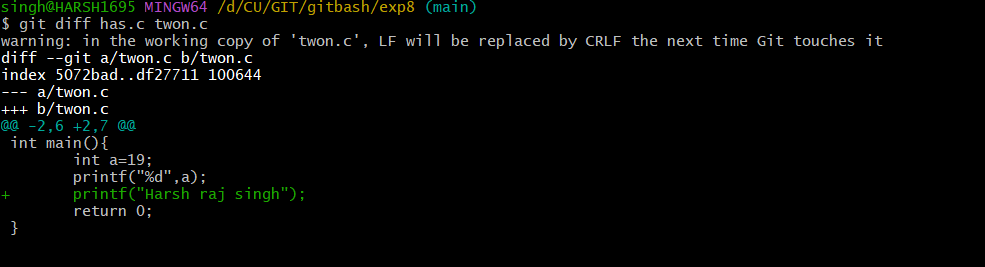 singh@HARSH1695 MINGW64 /d/CU/GIT/gitbash/exp8 (main)
$ git diff has.c twon.c
warning: in the working copy of 'twon.c', LF will be replaced by CRLF the next time Git touches it
diff --git a/twon.c b/twon.c
index 5072bad..df27711 100644
--- a/twon.c
+++ b/twon.c
@@ -2,6 +2,7 @@
 int main(){
        int a=19;
        printf("%d",a);
+       printf("Harsh raj singh");
        return 0;
 }